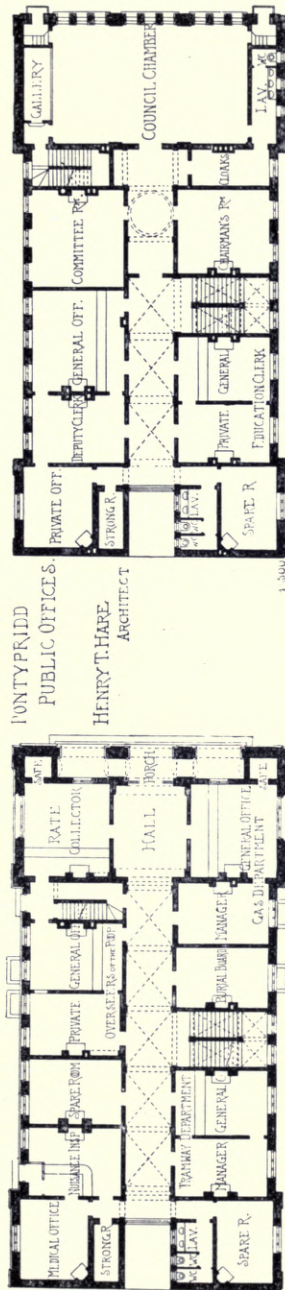 GALLERY
COUNCIL CHAMBER
LAV.
W.C.
COMMITTEE RM.
CLOAKS
CHAIRMAN'S RM
GENERAL OFF.
DEPUTY CLERK
GENERAL
PRIVATE
EDUCATION CLERK
PRIVATE OFF.
STRONG R.
W.C.
W.C.
LAV.
SPARE R.
PONTYPRIDD
PUBLIC OFFICES.
HENRY T. HARE
ARCHITECT
SAFE
PORCH
SAFE
RATE
COLLECTOR
HALL
GENERAL OFFICE
GAS DEPARTMENT
GENERAL OFF
MANAGER
PRIVATE
OVERSEERS OF THE POOR
BURIAL BOARD
SPARE ROOM
TRAMWAY DEPARTMENT
GENERAL O
MANAGER
NUISANCE INSP
MEDICAL OFFICE
STRONG R
W.C.
W.C.
LAV.
SPARE R.